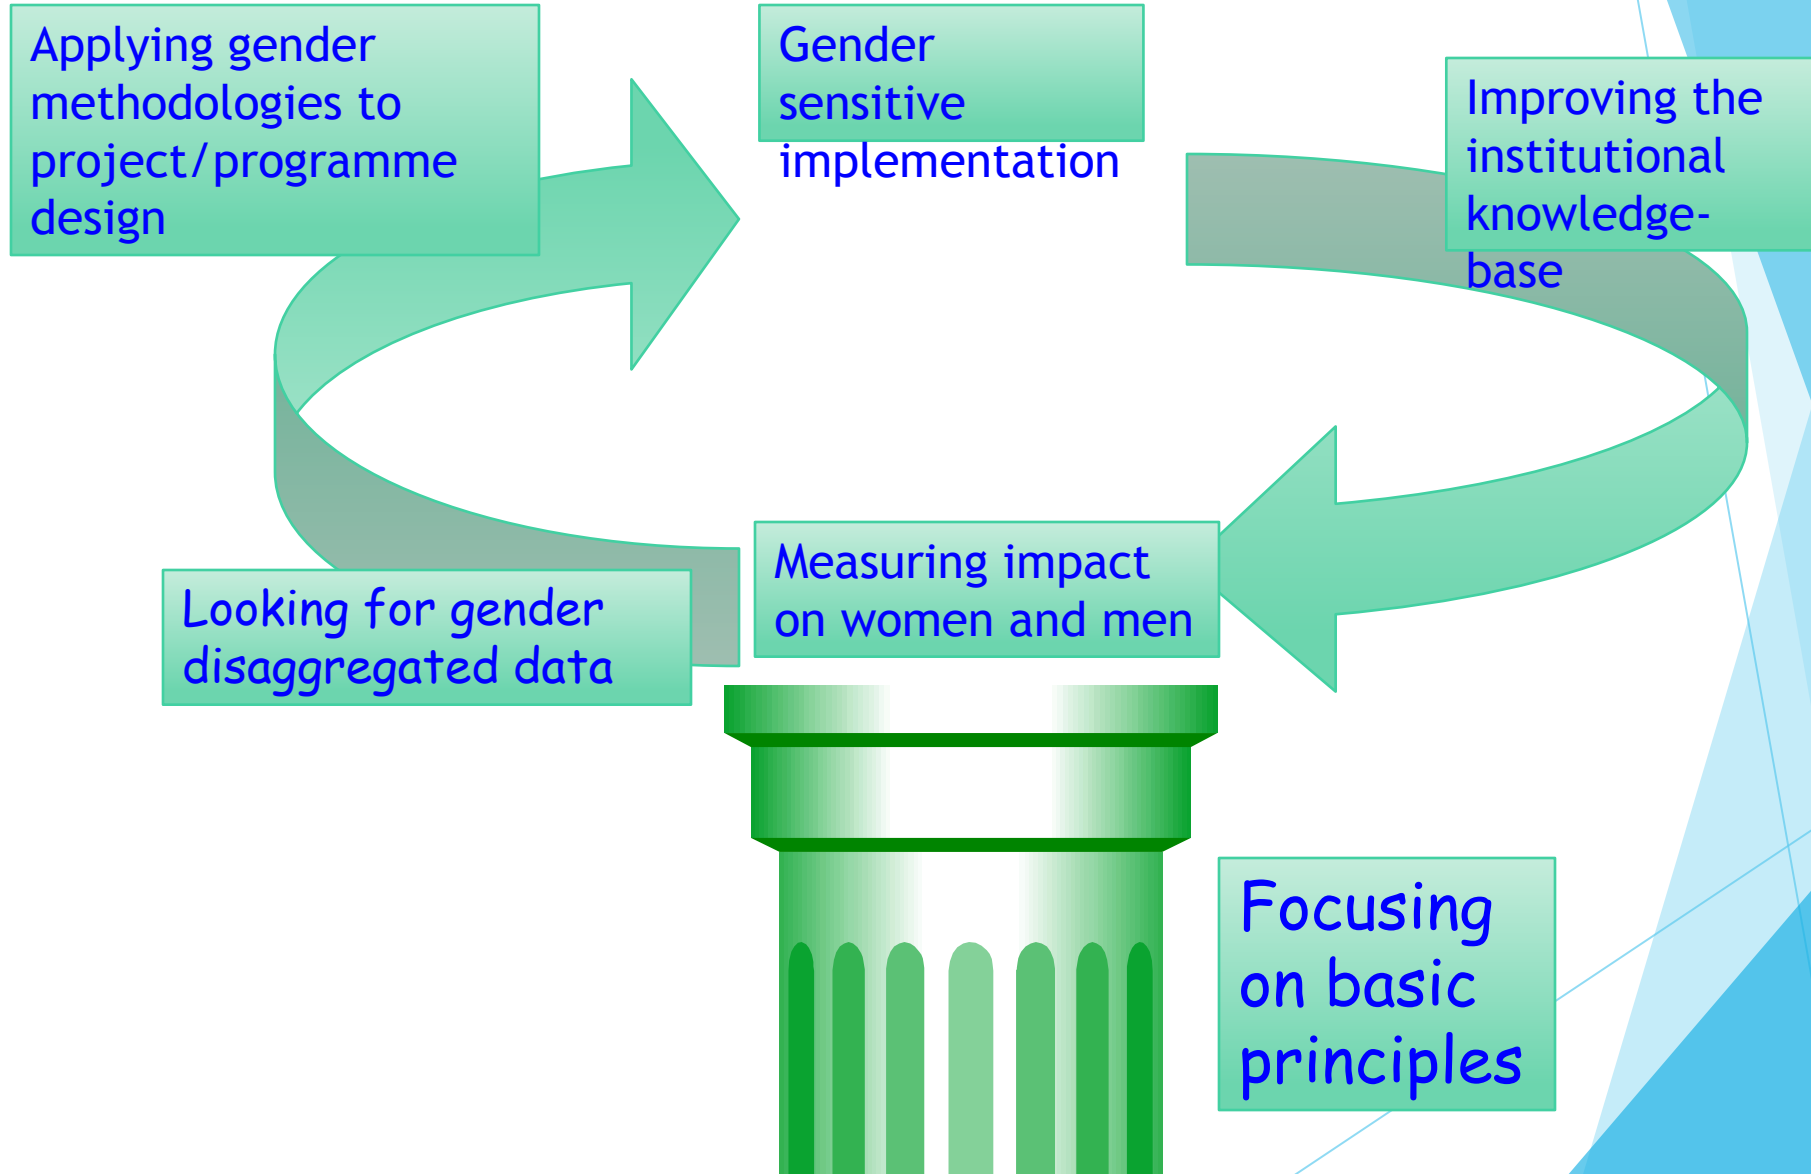 Applying gender
methodologies to
project/programme
design
Gender
sensitive
implementation
Improving the
institutional
knowledge-
base
Looking for gender
disaggregated data
Measuring impact
on women and men
Focusing
on basic
principles